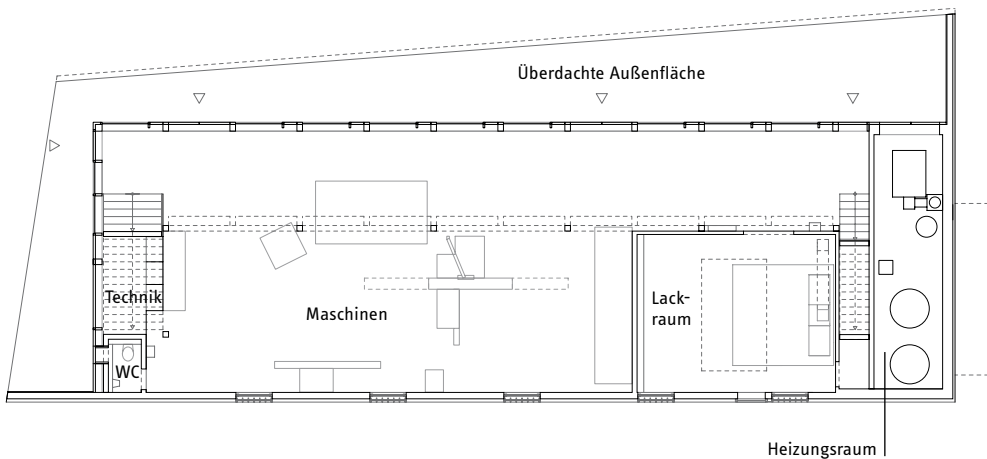 Überdachte Außenfläche
Technik
Maschinen
Lack-
raum
WC
Heizungsraum